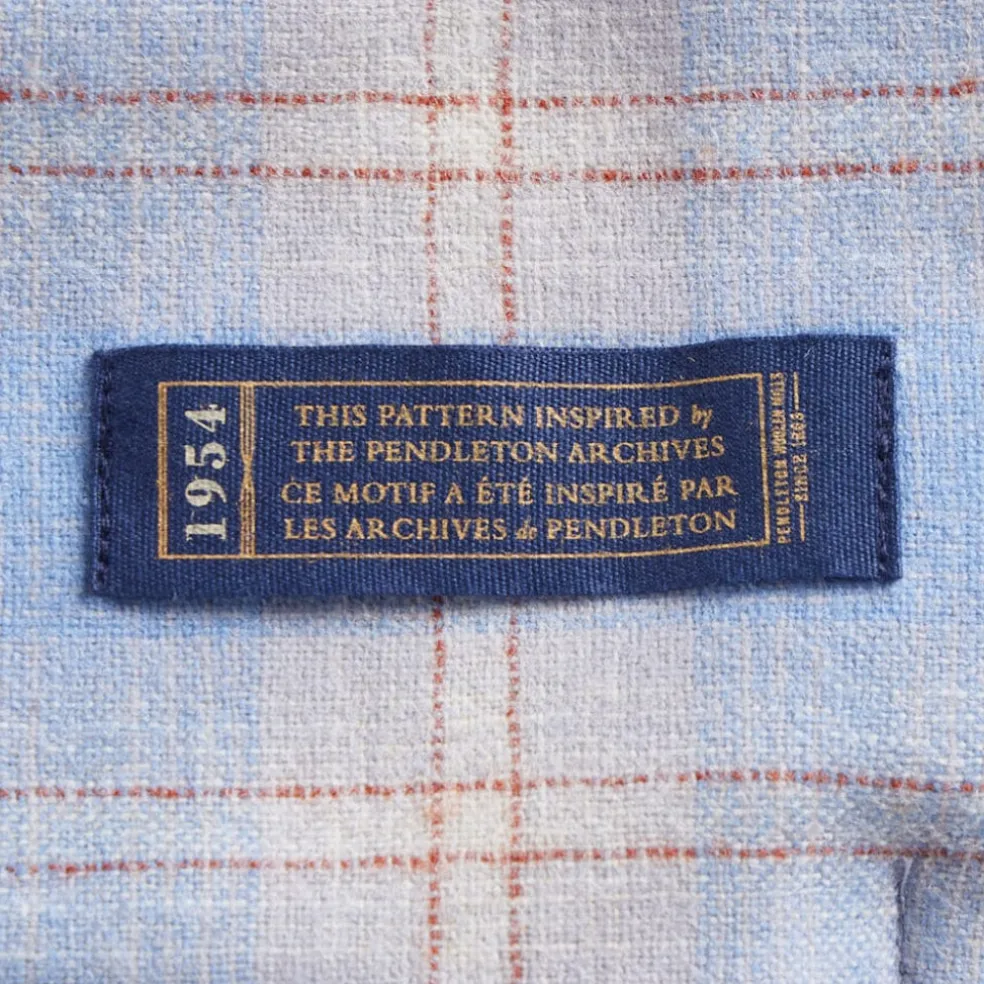 1954
THIS PATTERN INSPIRED by
THE PENDLETON ARCHIVES
CE MOTIF A ÉTÉ INSPIRÉ PAR
LES ARCHIVES de PENDLETON
PENDLETON WOOLEN MILLS
SINCE 1863